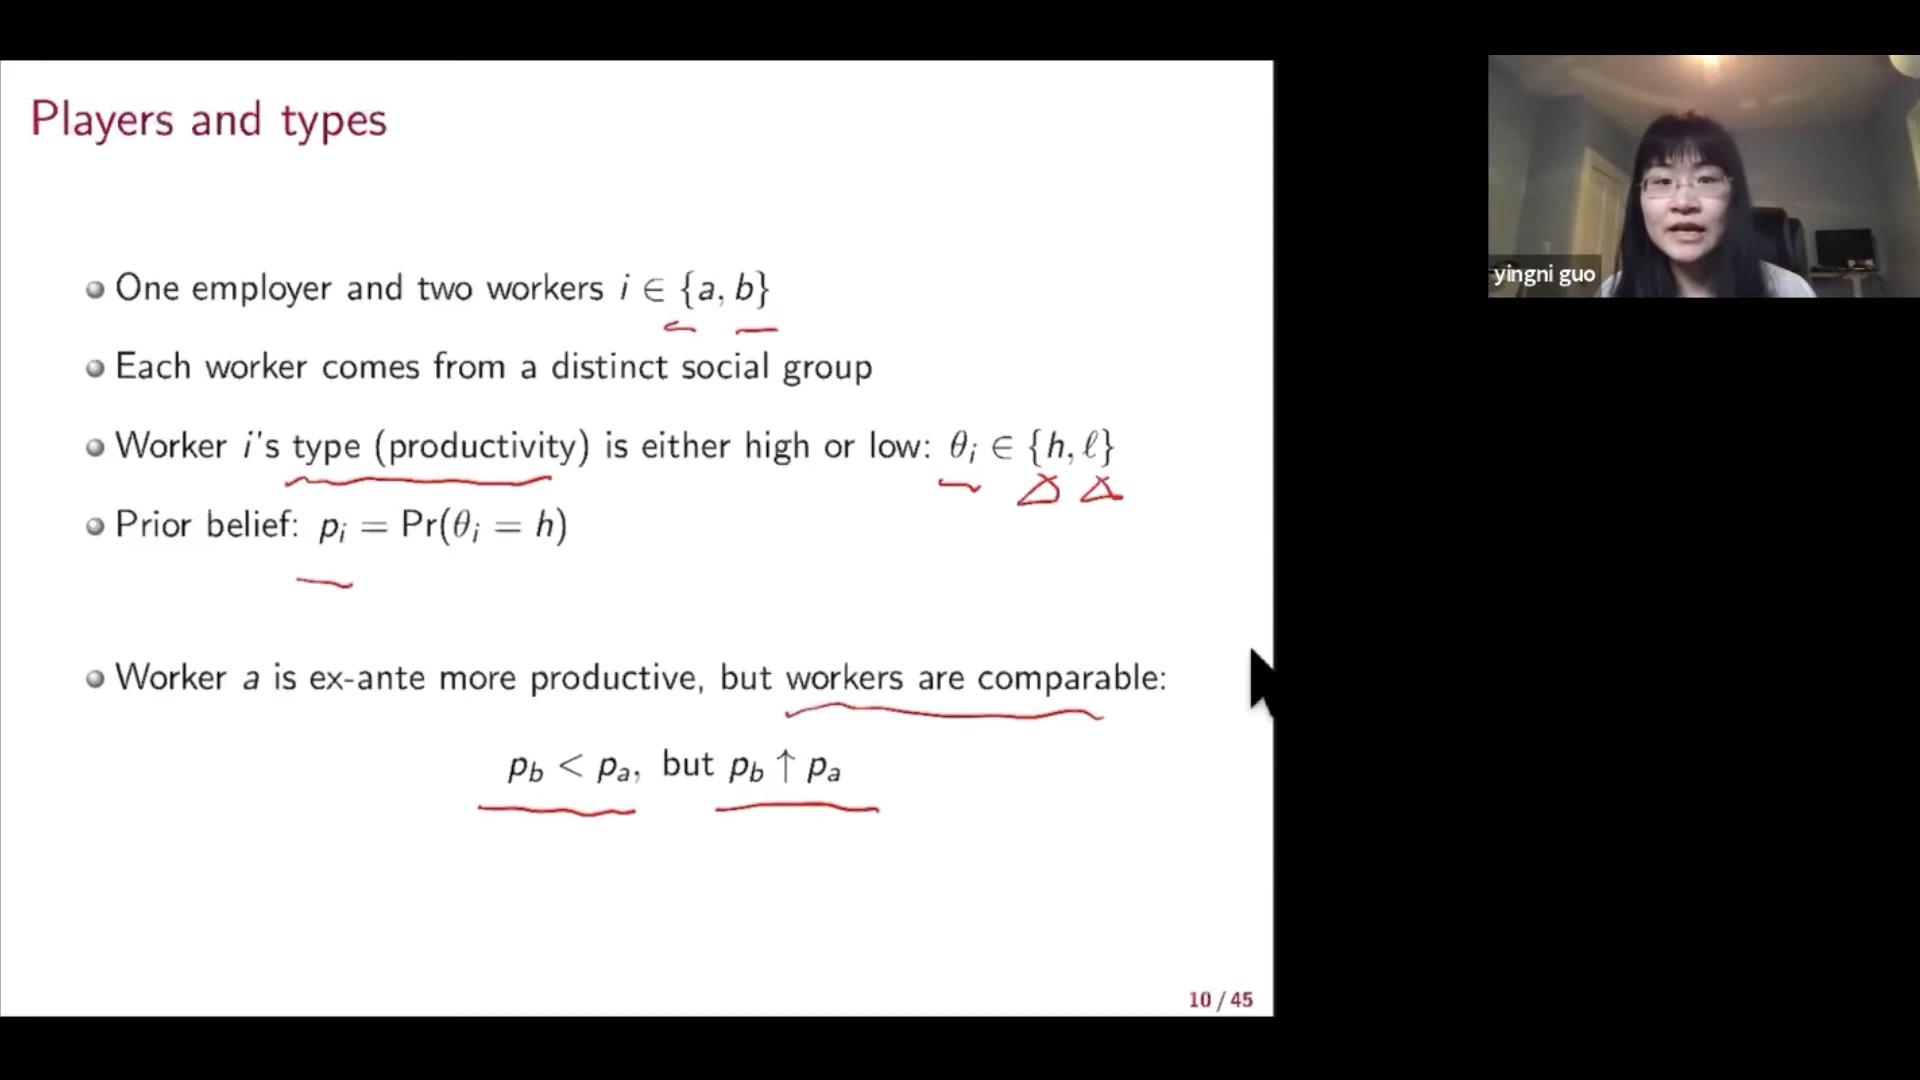 Players and types
One employer and two workers i ∈ {a, b}
Each worker comes from a distinct social group
Worker i's type (productivity) is either high or low: θᵢ ∈ {h, ℓ}
Prior belief: pᵢ = Pr(θᵢ = h)
Worker a is ex-ante more productive, but workers are comparable:
p_b < p_a, but p_b ↑ p_a
10 / 45
yingni guo